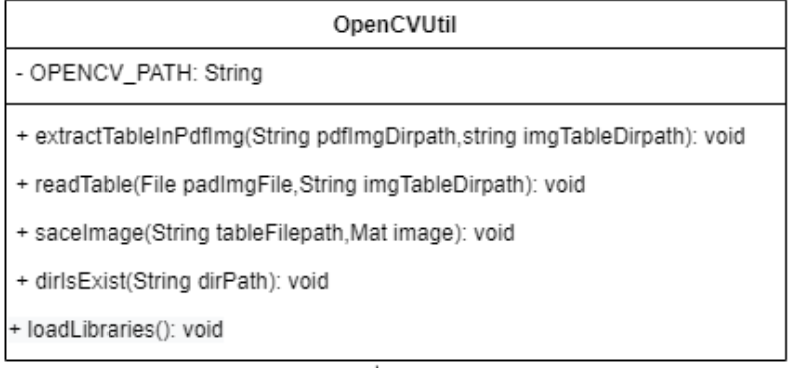 OpenCVUtil
- OPENCV_PATH: String
+ extractTableInPdfImg(String pdfImgDirpath,string imgTableDirpath): void
+ readTable(File padImgFile,String imgTableDirpath): void
+ saceImage(String tableFilepath,Mat image): void
+ dirIsExist(String dirPath): void
+ loadLibraries(): void